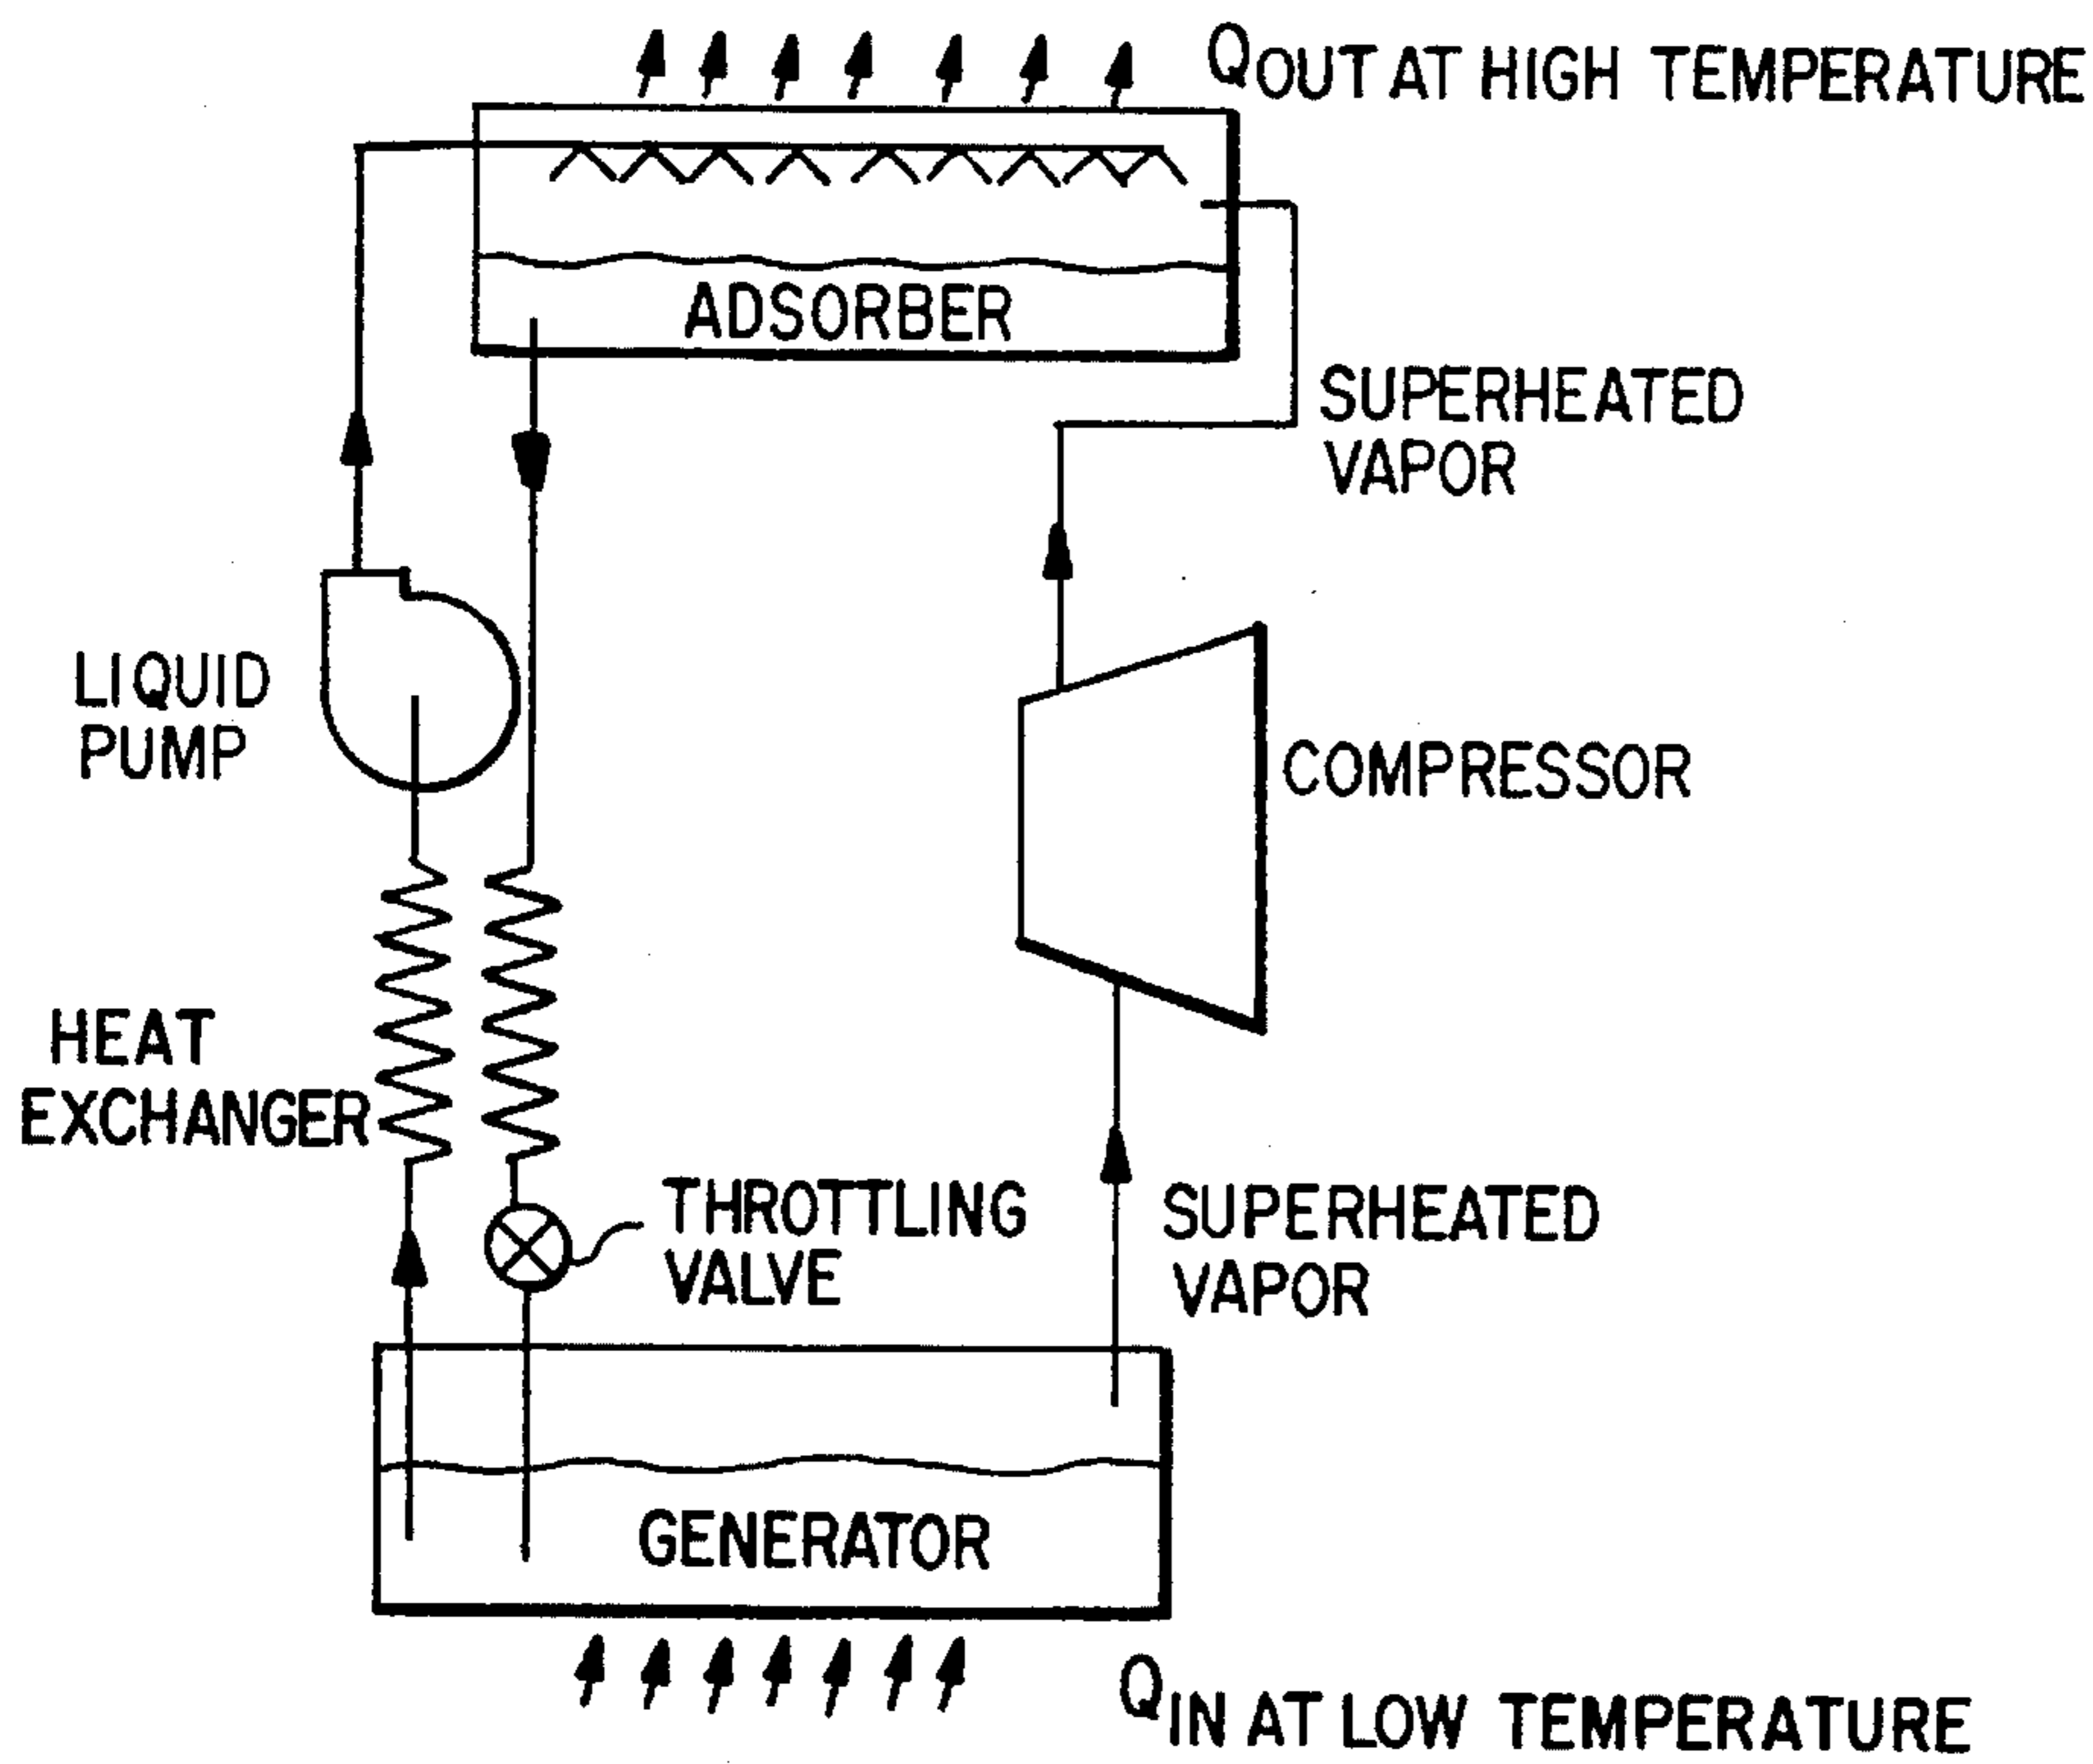 QOUT AT HIGH TEMPERATURE
ADSORBER
SUPERHEATED
VAPOR
LIQUID
PUMP
COMPRESSOR
HEAT
EXCHANGER
THROTTLING
VALVE
SUPERHEATED
VAPOR
GENERATOR
QIN AT LOW TEMPERATURE